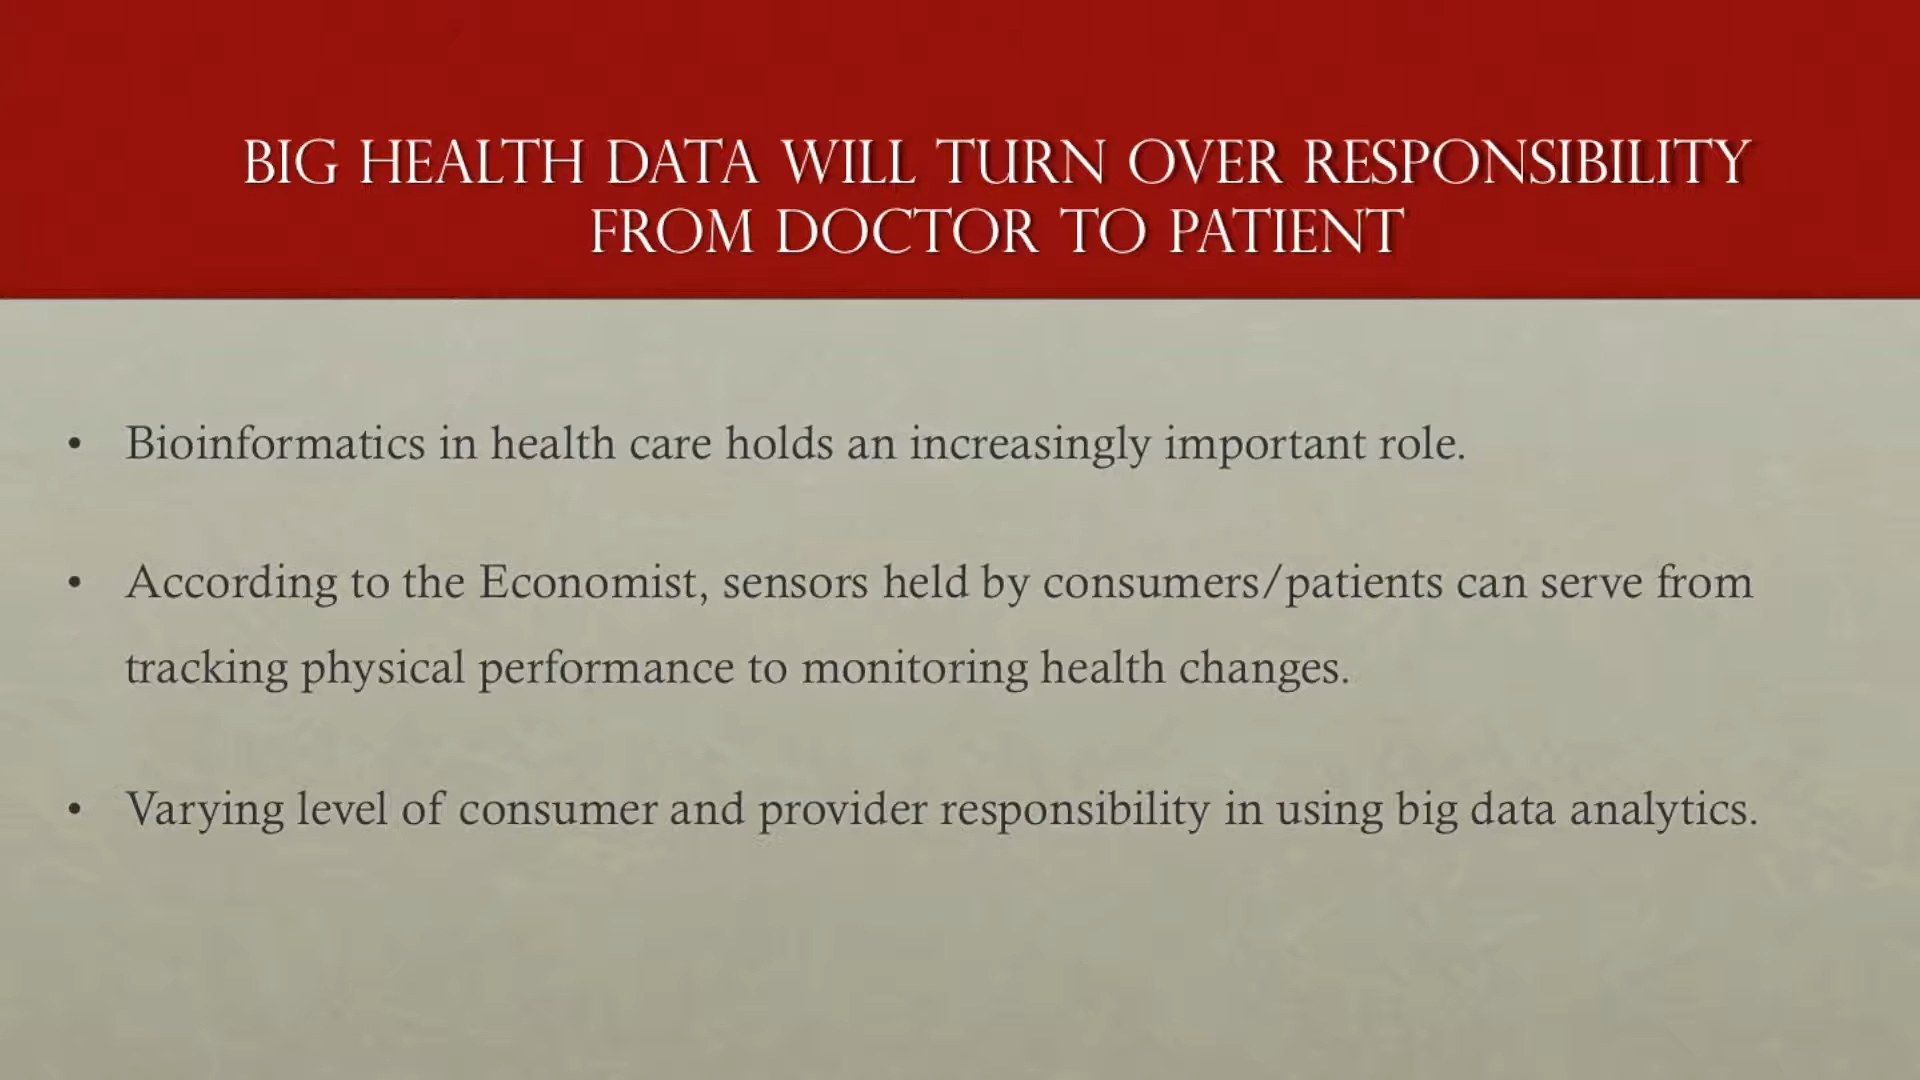 BIG HEALTH DATA WILL TURN OVER RESPONSIBILITY
FROM DOCTOR TO PATIENT
• Bioinformatics in health care holds an increasingly important role.
• According to the Economist, sensors held by consumers/patients can serve from
tracking physical performance to monitoring health changes.
• Varying level of consumer and provider responsibility in using big data analytics.